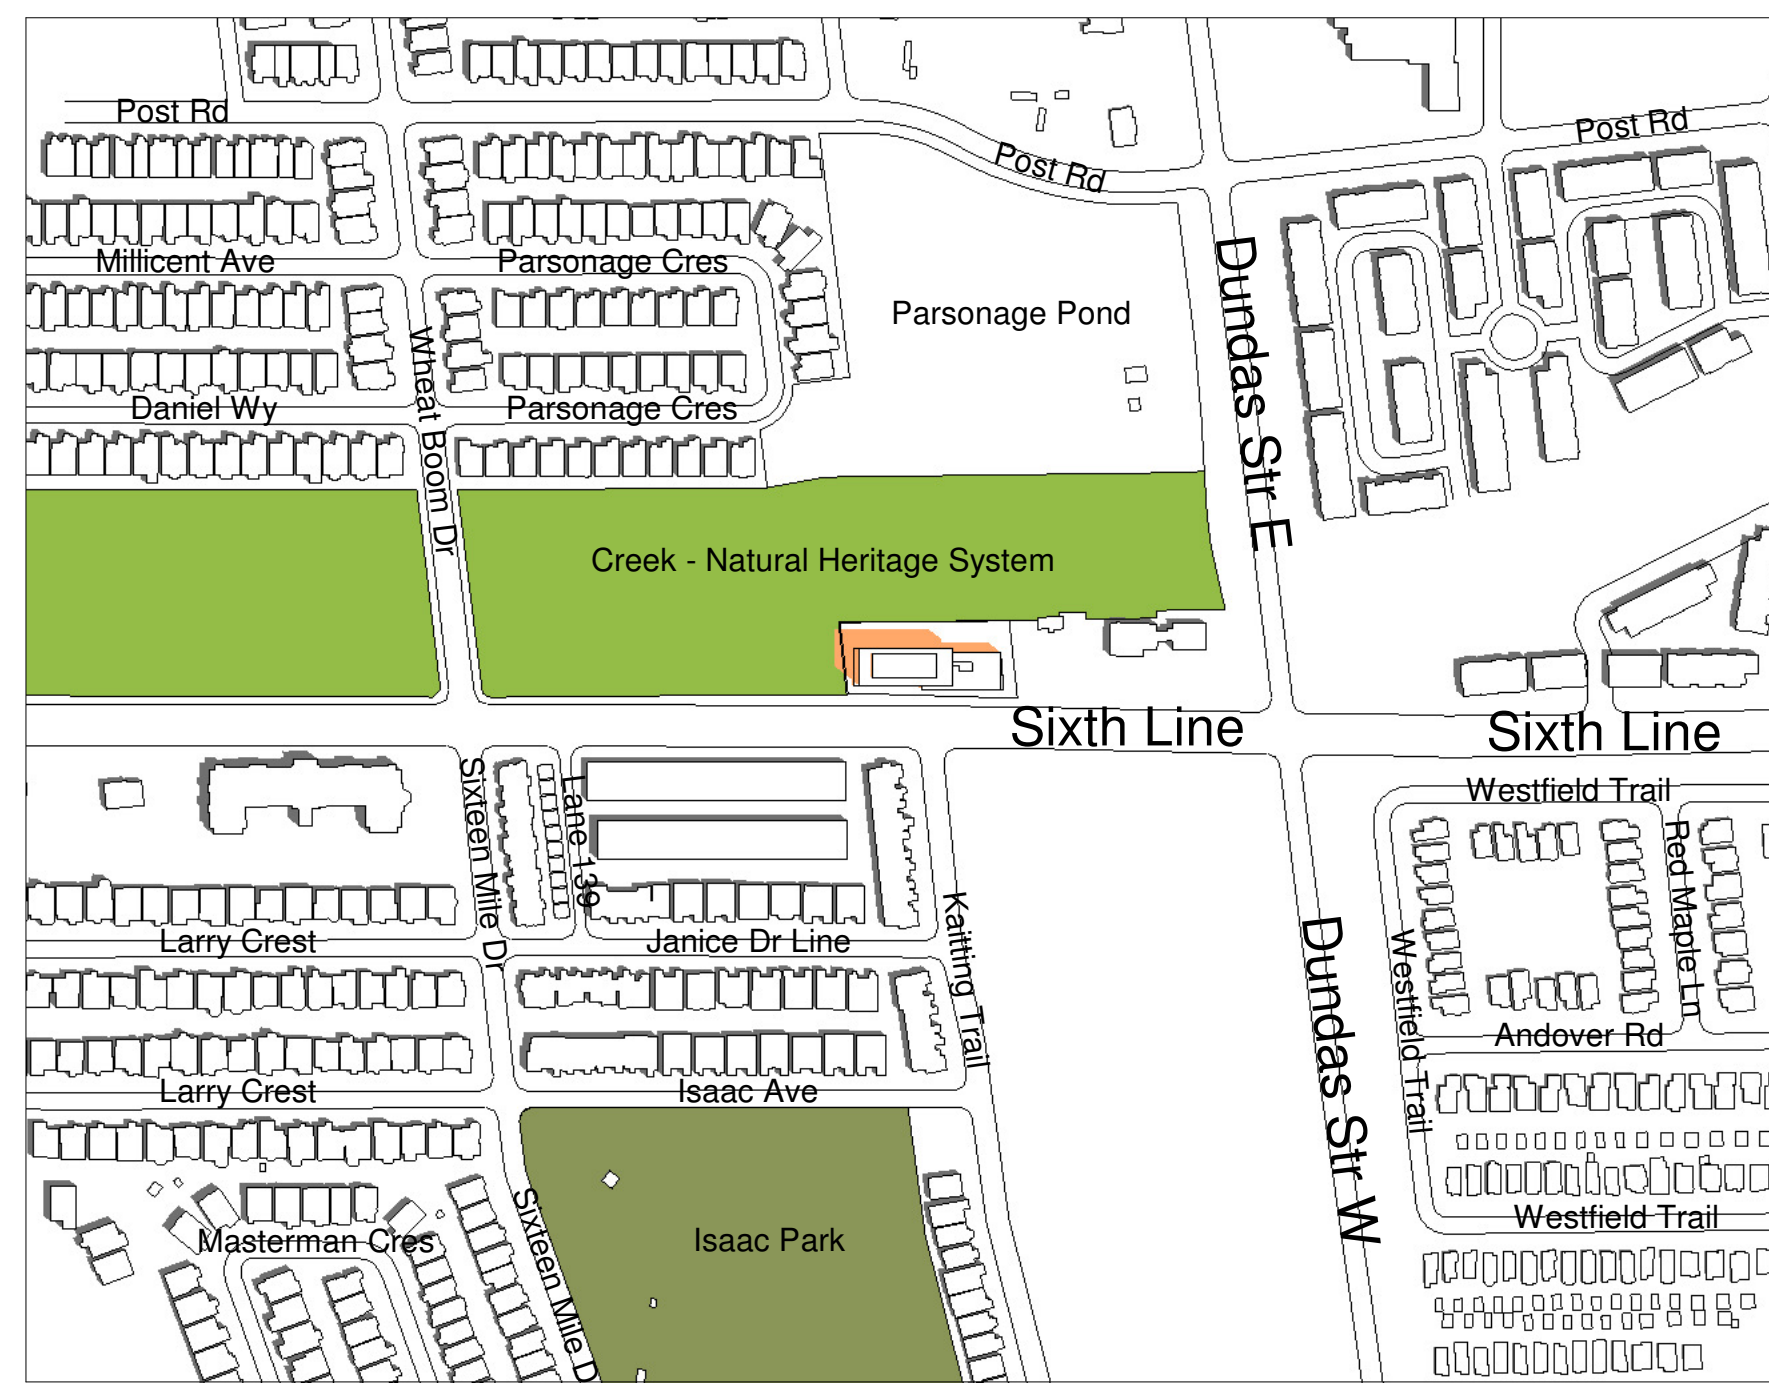 Post Rd
Post Rd
Post Rd
Millicent Ave
Parsonage Cres
Parsonage Pond
Dundas Str E
Wheat Boom Dr
Daniel Wy
Parsonage Cres
Creek - Natural Heritage System
Sixth Line
Sixth Line
Sixteen Mile Dr
Lane 139
Westfield Trail
Red Maple Ln
Larry Crest
Janice Dr Line
Kaitting Trail
Dundas Str W
Westfield Trail
Andover Rd
Larry Crest
Isaac Ave
Sixteen Mile D
Masterman Cres
Isaac Park
Westfield Trail